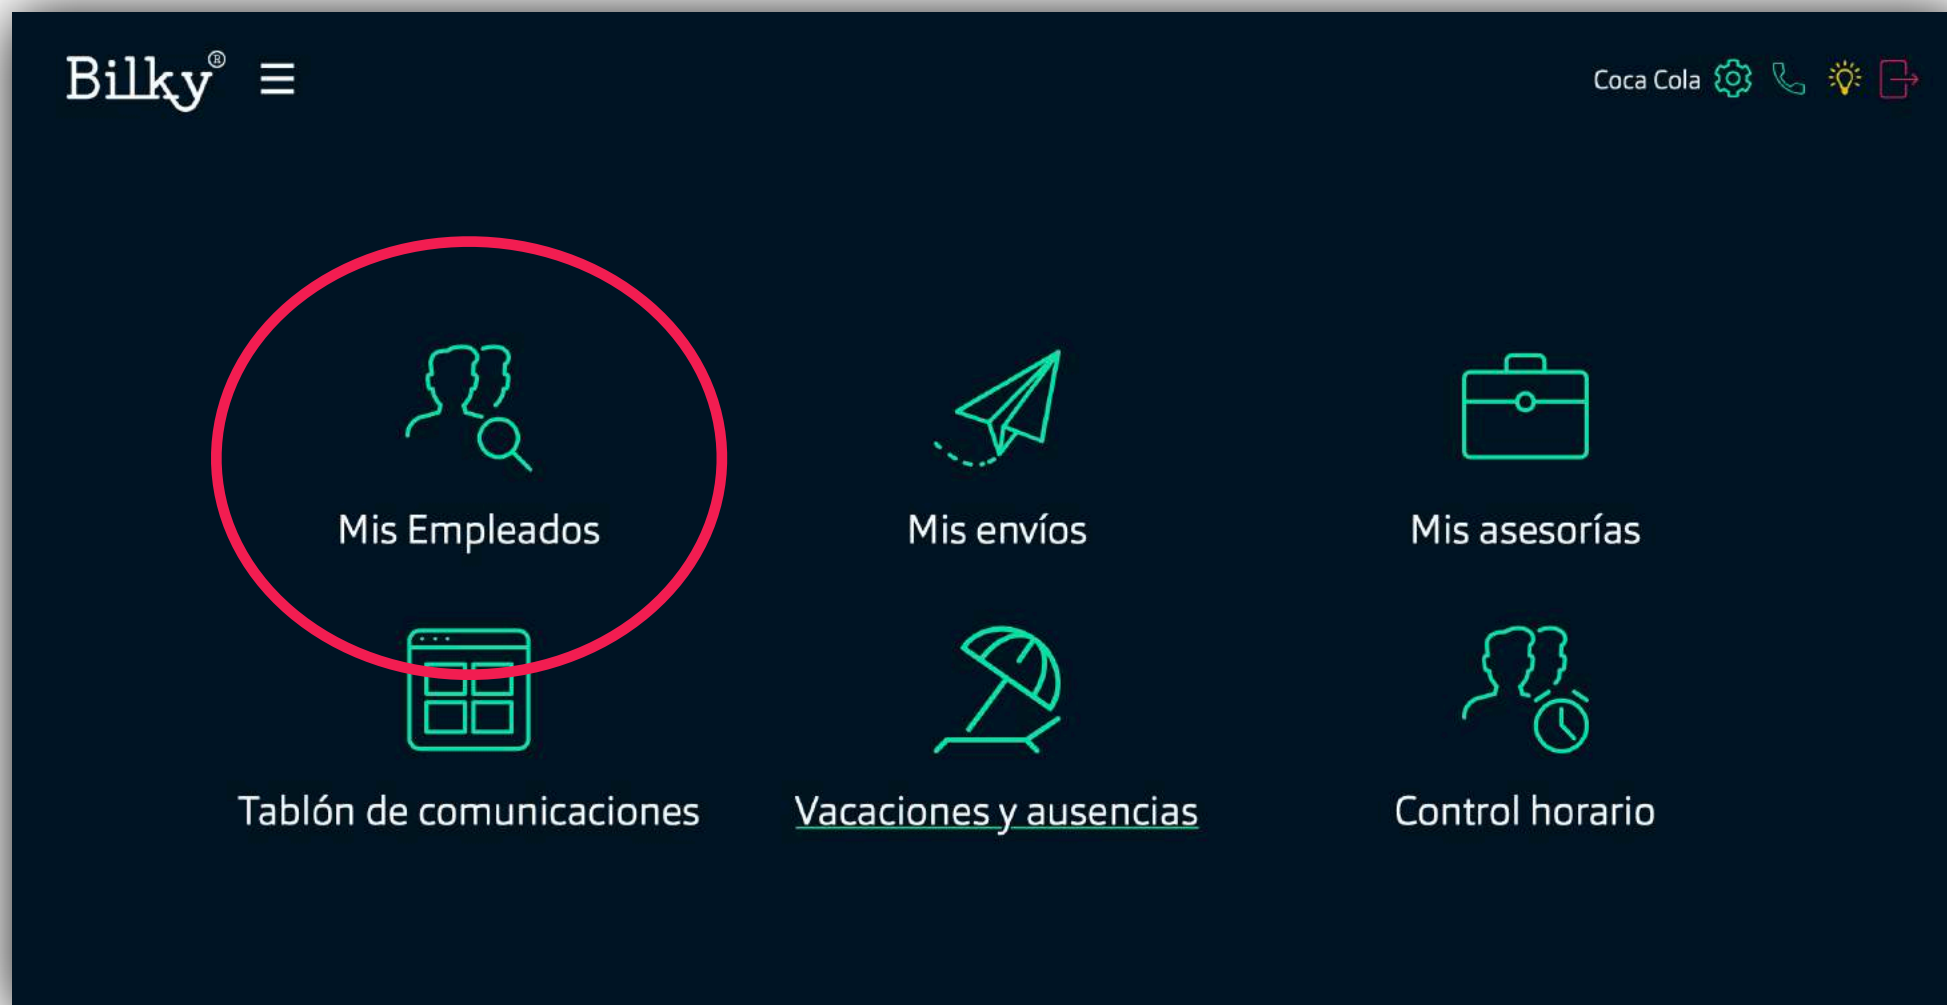 Bilky®
Coca Cola
Mis Empleados
Mis envíos
Mis asesorías
Tablón de comunicaciones
Vacaciones y ausencias
Control horario